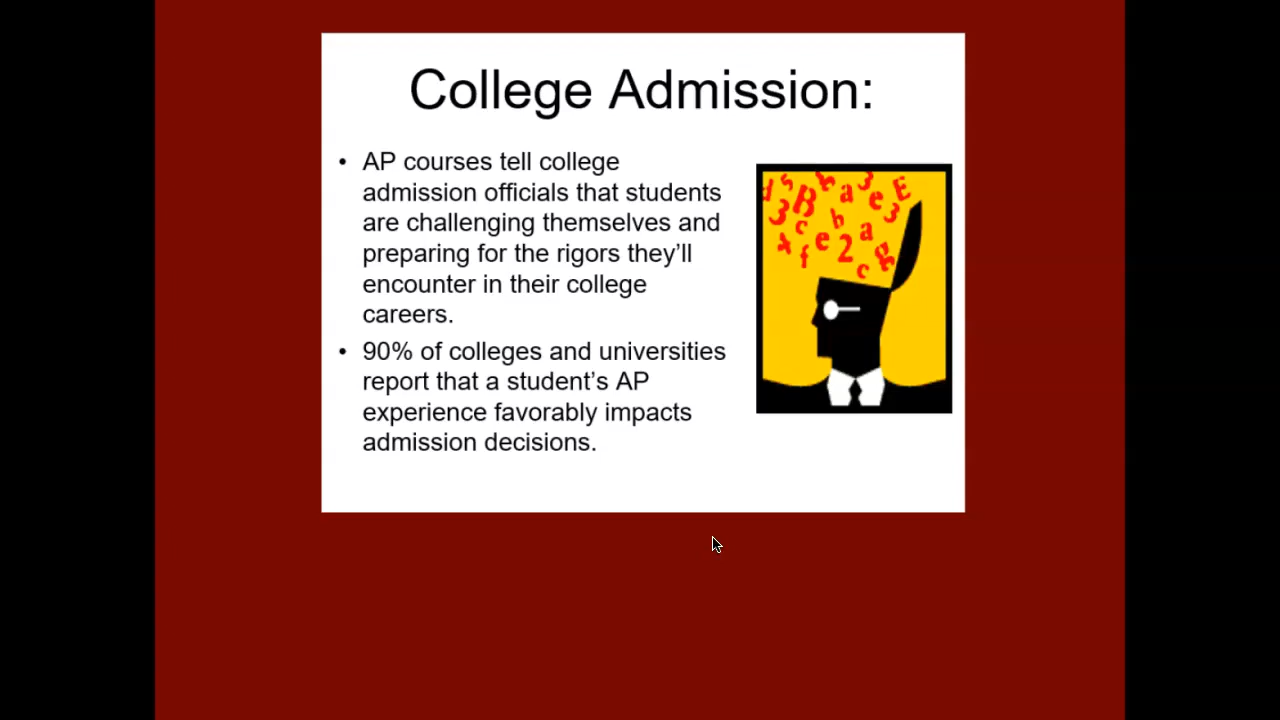 College Admission:
• AP courses tell college
admission officials that students
are challenging themselves and
preparing for the rigors they’ll
encounter in their college
careers.
• 90% of colleges and universities
report that a student’s AP
experience favorably impacts
admission decisions.